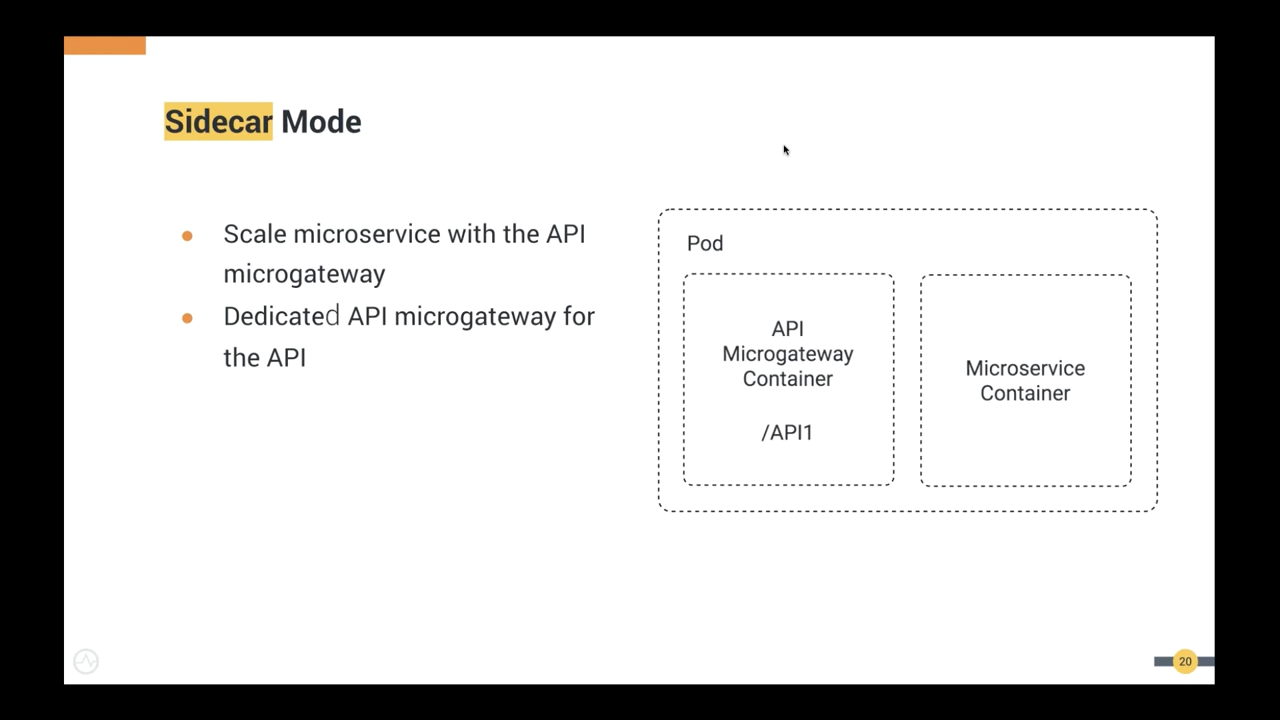 Sidecar Mode
Scale microservice with the API
microgateway
Dedicated API microgateway for
the API
Pod
API
Microgateway
Container
/API1
Microservice
Container
20